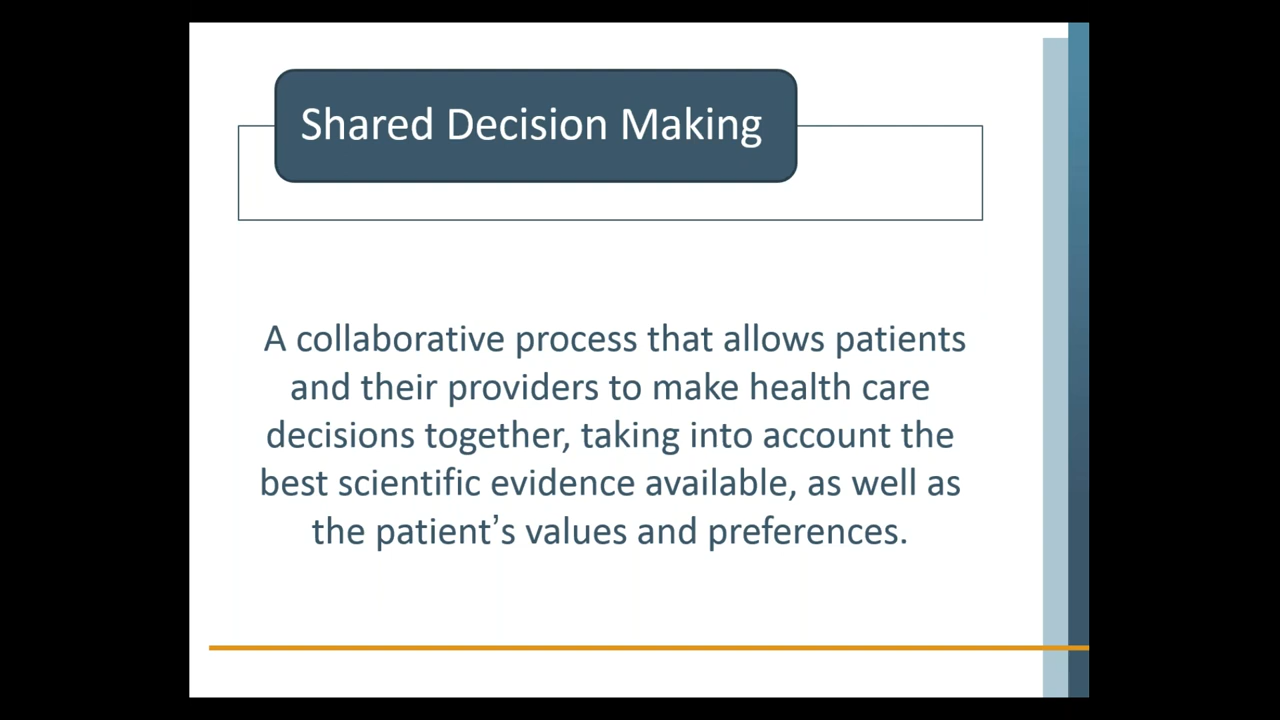 Shared Decision Making
A collaborative process that allows patients
and their providers to make health care
decisions together, taking into account the
best scientific evidence available, as well as
the patient’s values and preferences.